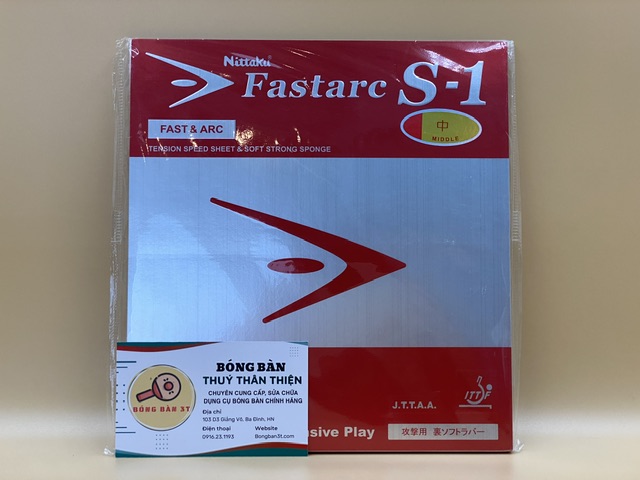 Nittaku
Fastarc S-1
FAST & ARC
中
MIDDLE
TENSION SPEED SHEET & SOFT STRONG SPONGE
BÓNG BÀN
THUỶ THÂN THIỆN
CHUYÊN CUNG CẤP, SỬA CHỮA
DỤNG CỤ BÓNG BÀN CHÍNH HÃNG
BÓNG BÀN 3T
Địa chỉ
103 D3 Giảng Võ, Ba Đình, HN
Điện thoại Website
0916.23.1193 Bongban3t.com
J.T.T.A.A.
ITTF
Play
攻撃用 裏ソフトラバー